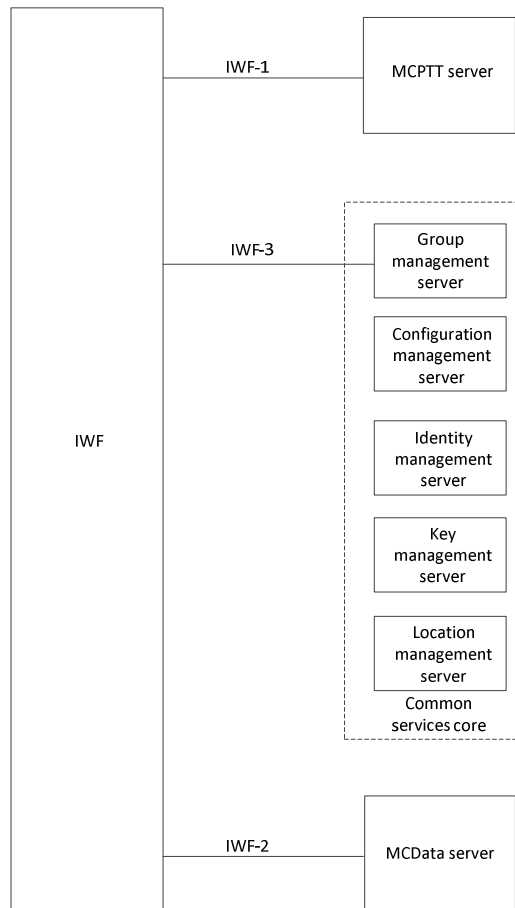 IWF-1
MCPTT server
IWF-3
Group
management
server
Configuration
management
server
IWF
Identity
management
server
Key
management
server
Location
management
server
Common
services core
IWF-2
MCData server